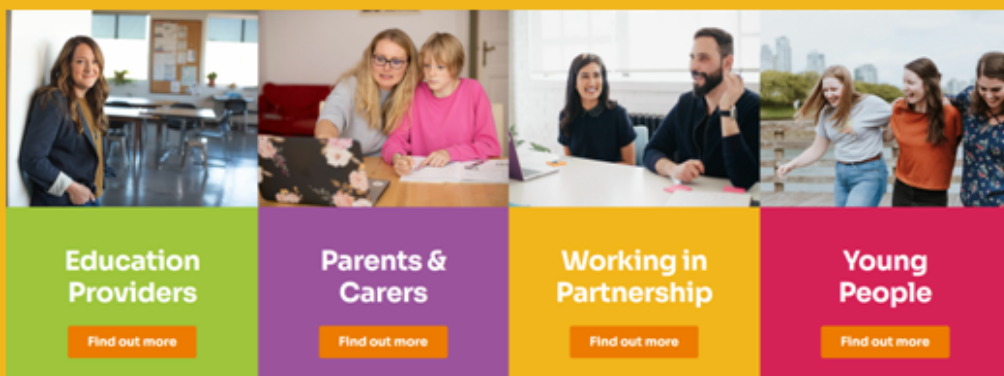 Education
Providers
Find out more
Parents &
Carers
Find out more
Working in
Partnership
Find out more
Young
People
Find out more